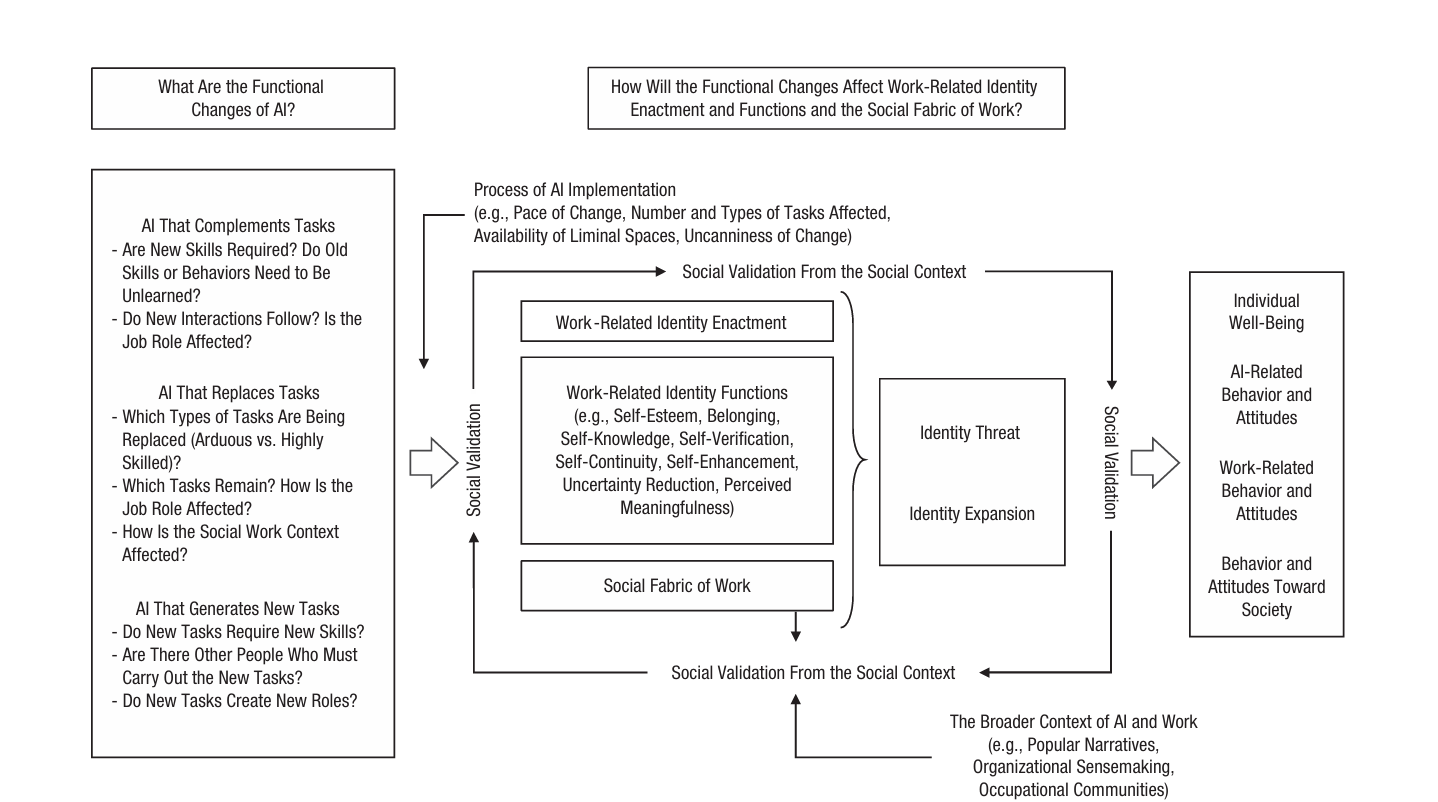 What Are the Functional
Changes of AI?
How Will the Functional Changes Affect Work-Related Identity
Enactment and Functions and the Social Fabric of Work?
AI That Complements Tasks
- Are New Skills Required? Do Old
Skills or Behaviors Need to Be
Unlearned?
- Do New Interactions Follow? Is the
Job Role Affected?
AI That Replaces Tasks
- Which Types of Tasks Are Being
Replaced (Arduous vs. Highly
Skilled)?
- Which Tasks Remain? How Is the
Job Role Affected?
- How Is the Social Work Context
Affected?
AI That Generates New Tasks
- Do New Tasks Require New Skills?
- Are There Other People Who Must
Carry Out the New Tasks?
- Do New Tasks Create New Roles?
Process of AI Implementation
(e.g., Pace of Change, Number and Types of Tasks Affected,
Availability of Liminal Spaces, Uncanniness of Change)
Social Validation From the Social Context
Social Validation
Work-Related Identity Enactment
Work-Related Identity Functions
(e.g., Self-Esteem, Belonging,
Self-Knowledge, Self-Verification,
Self-Continuity, Self-Enhancement,
Uncertainty Reduction, Perceived
Meaningfulness)
Social Fabric of Work
Identity Threat
Identity Expansion
Social Validation
Social Validation From the Social Context
The Broader Context of AI and Work
(e.g., Popular Narratives,
Organizational Sensemaking,
Occupational Communities)
Individual
Well-Being
AI-Related
Behavior and
Attitudes
Work-Related
Behavior and
Attitudes
Behavior and
Attitudes Toward
Society